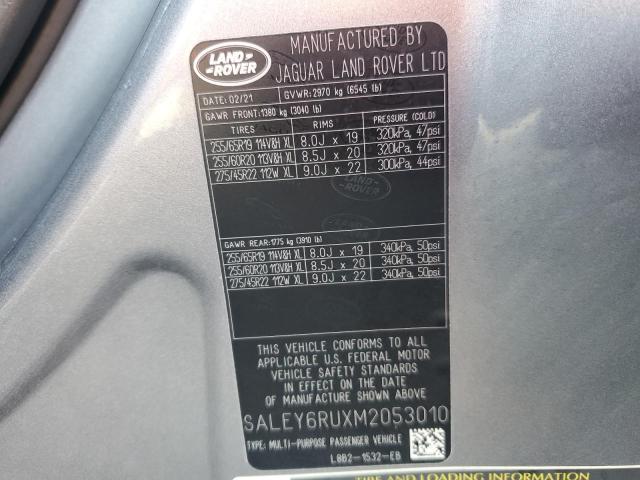 MANUFACTURED BY
LAND ROVER
JAGUAR LAND ROVER LTD
DATE: 02/21 GVWR: 2970 kg (6545 lb)
GAWR FRONT: 1380 kg (3040 lb)
TIRES RIMS PRESSURE (COLD)
255/65R19 114V&H XL 8.0J x 19 320kPa, 47psi
255/60R20 113V&H XL 8.5J x 20 320kPa, 47psi
275/45R22 112W XL 9.0J x 22 300kPa, 44psi
GAWR REAR: 1775 kg (3910 lb)
255/65R19 114V&H XL 8.0J x 19 340kPa, 50psi
255/60R20 113V&H XL 8.5J x 20 340kPa, 50psi
275/45R22 112W XL 9.0J x 22 340kPa, 50psi
THIS VEHICLE CONFORMS TO ALL
APPLICABLE U.S. FEDERAL MOTOR
VEHICLE SAFETY STANDARDS
IN EFFECT ON THE DATE
OF MANUFACTURE SHOWN ABOVE
SALEY6RUXM2053010
TYPE: MULTI-PURPOSE PASSENGER VEHICLE
L8B2-1532-EB
TIRE AND LOADING INFORMATION